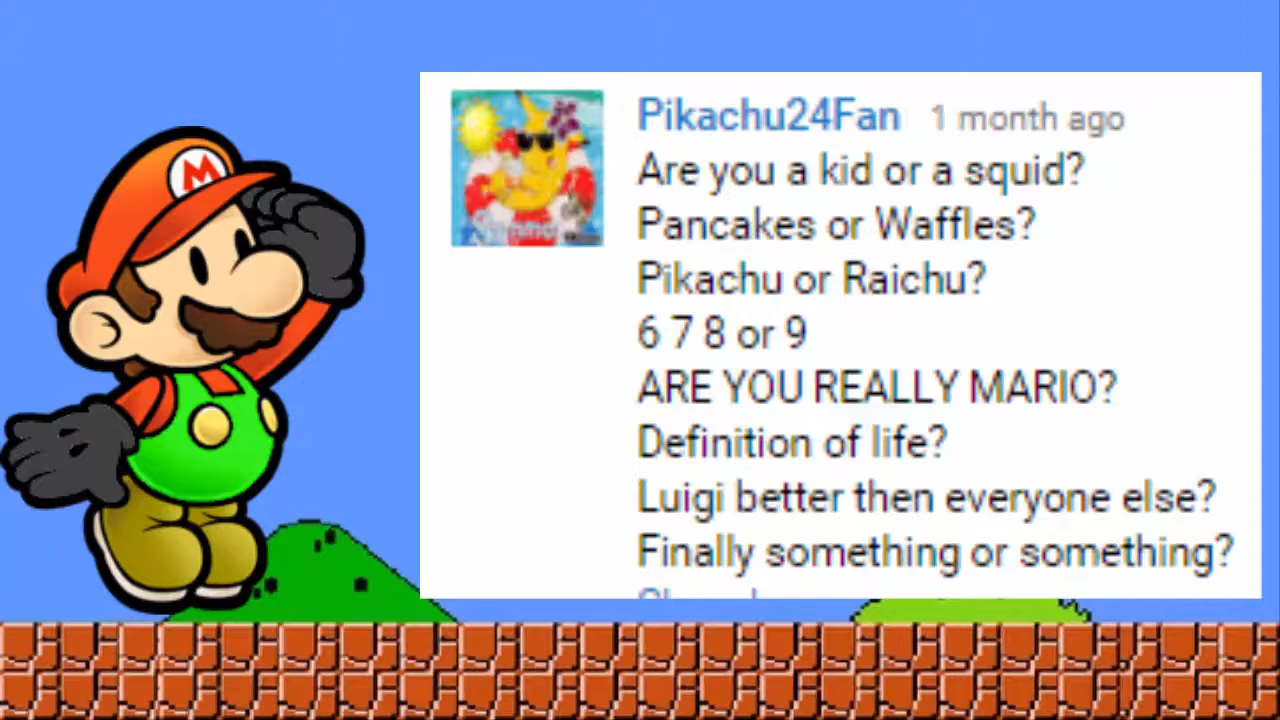 M
Pikachu24Fan 1 month ago
Are you a kid or a squid?
Pancakes or Waffles?
Pikachu or Raichu?
6 7 8 or 9
ARE YOU REALLY MARIO?
Definition of life?
Luigi better then everyone else?
Finally something or something?